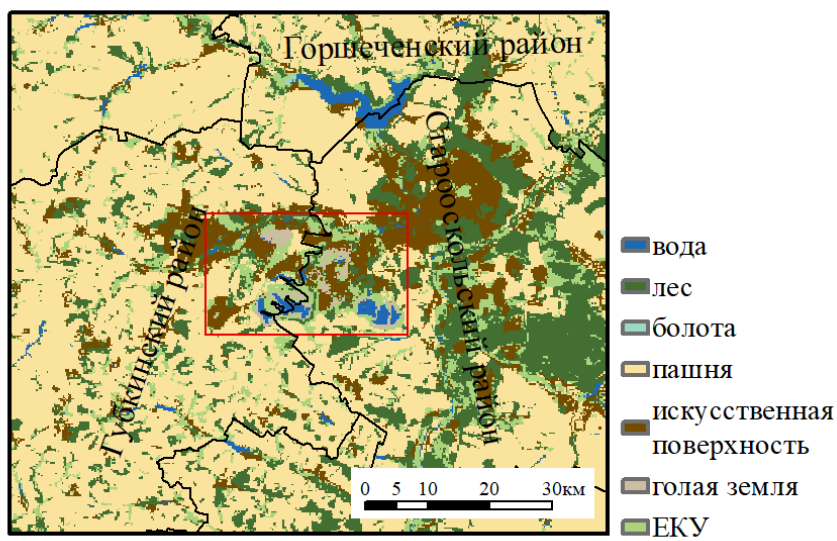 Горшеченский район
Старооскольский район
Губкинский район
0 5 10 20 30км
вода
лес
болота
пашня
искусственная
поверхность
голая земля
ЕКУ